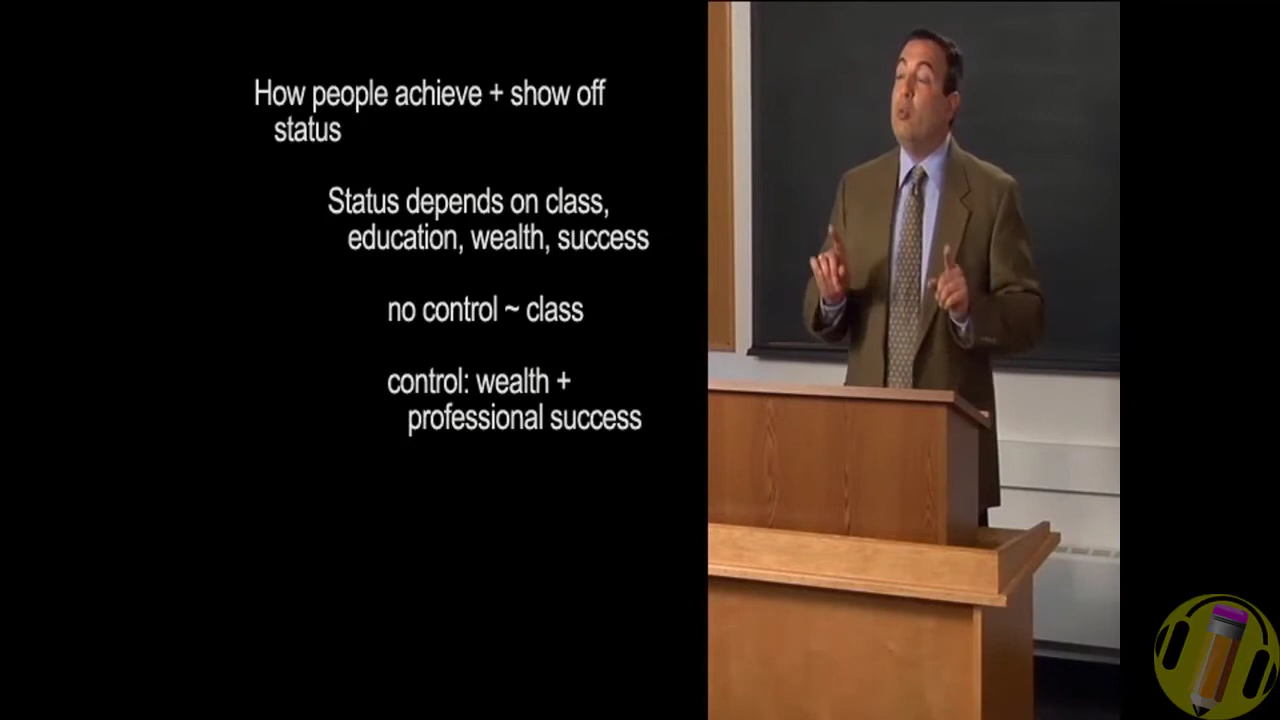 How people achieve + show off
status
Status depends on class,
education, wealth, success
no control ~ class
control: wealth +
professional success